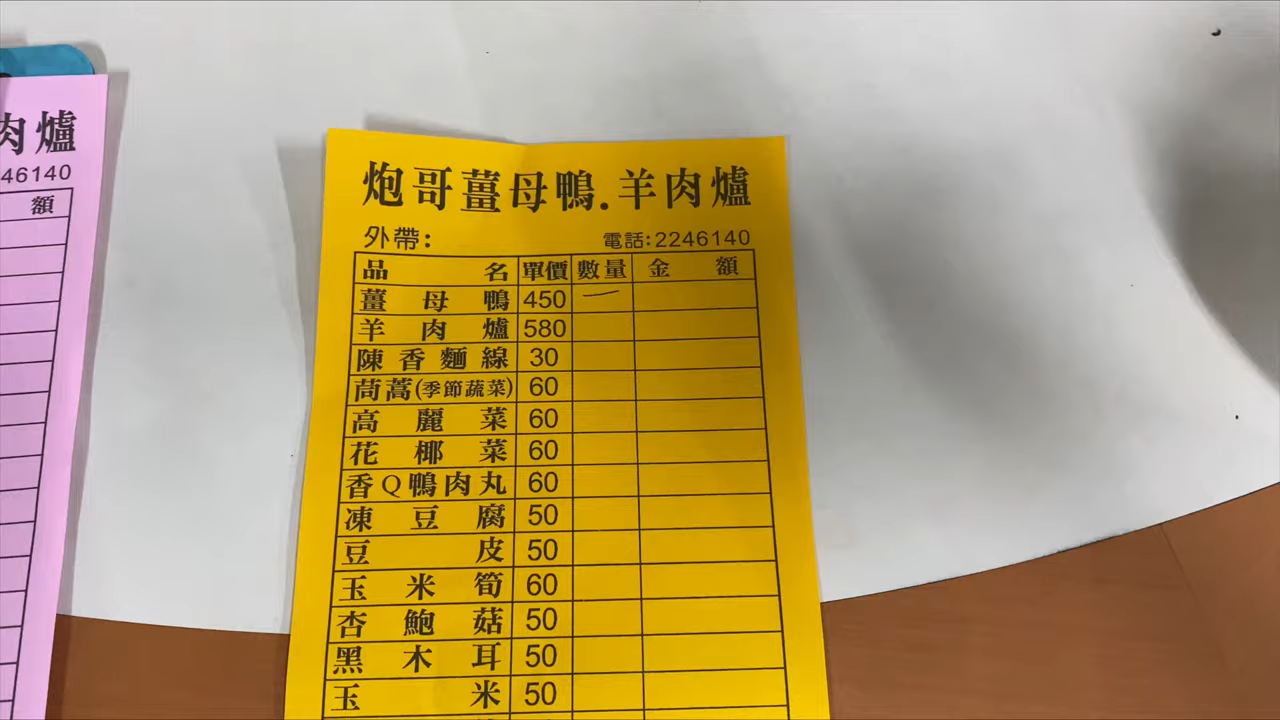 肉爐
46140
額
炮哥薑母鴨.羊肉爐
外帶: 電話:2246140
品名 單價 數量 金額
薑母鴨 450 一
羊肉爐 580
陳香麵線 30
茼蒿(季節蔬菜) 60
高麗菜 60
花椰菜 60
香Q鴨肉丸 60
凍豆腐 50
豆皮 50
玉米筍 60
杏鮑菇 50
黑木耳 50
玉米 50